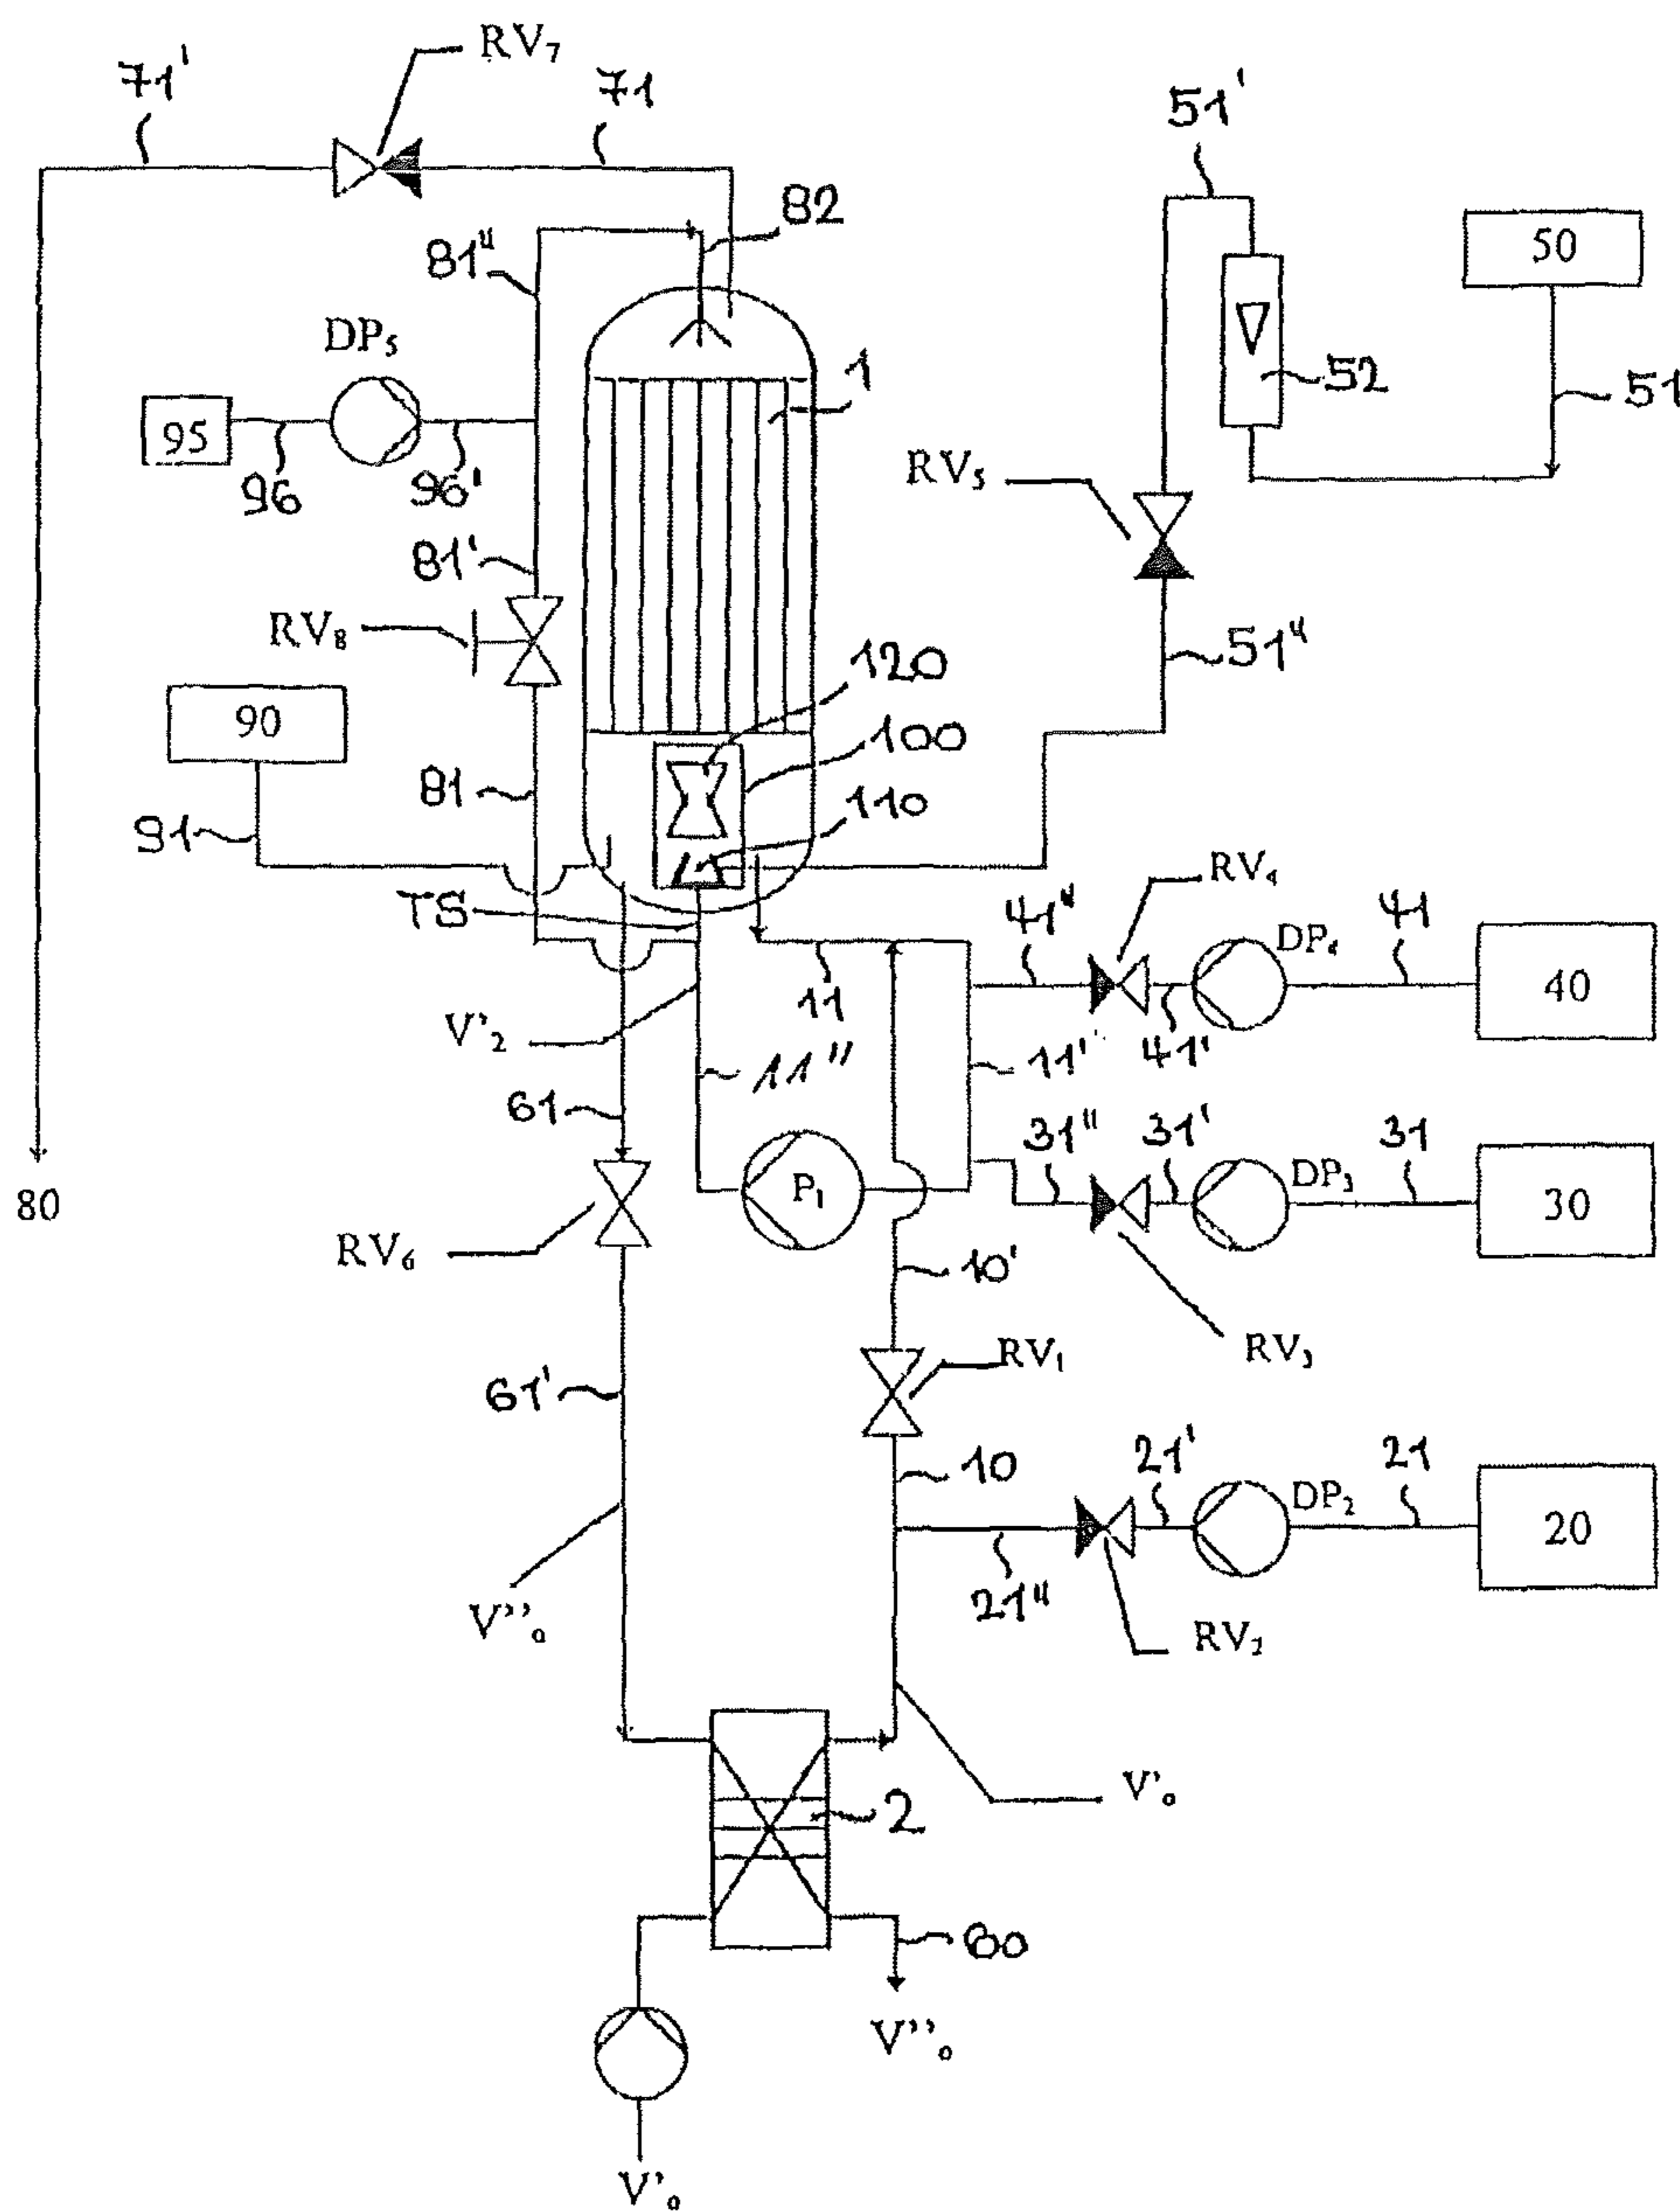 RV₇
71'
71
51'
82
50
81"
DP₅
1
52
51
95
96
96'
RV₅
81'
RV₈
120
51"
90
100
81
110
91
RV₄
TS
41"
41
DP₄
40
11
41'
V'₂
11'
11"
61
31"
31'
31
DP₃
30
P₁
80
RV₆
10'
RV₁
RV₃
61'
10
21'
21
DP₂
20
21"
V"₀
RV₂
V'₀
2
60
V"₀
V'₀